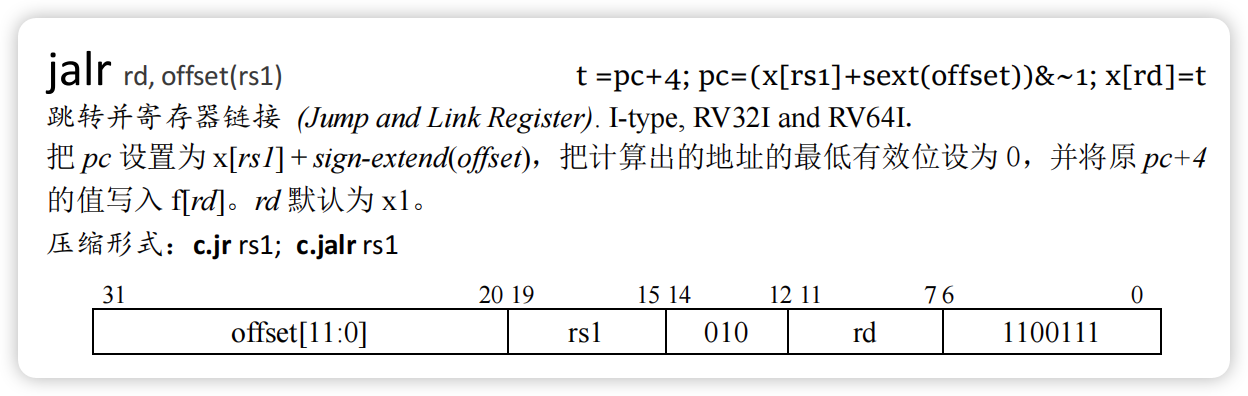 jalr rd, offset(rs1) t =pc+4; pc=(x[rs1]+sext(offset))&~1; x[rd]=t
跳转并寄存器链接 (Jump and Link Register). I-type, RV32I and RV64I.
把 pc 设置为 x[rs1] + sign-extend(offset)，把计算出的地址的最低有效位设为 0，并将原 pc+4
的值写入 f[rd]。rd 默认为 x1。
压缩形式：c.jr rs1; c.jalr rs1
31 20 19 15 14 12 11 7 6 0
offset[11:0] rs1 010 rd 1100111